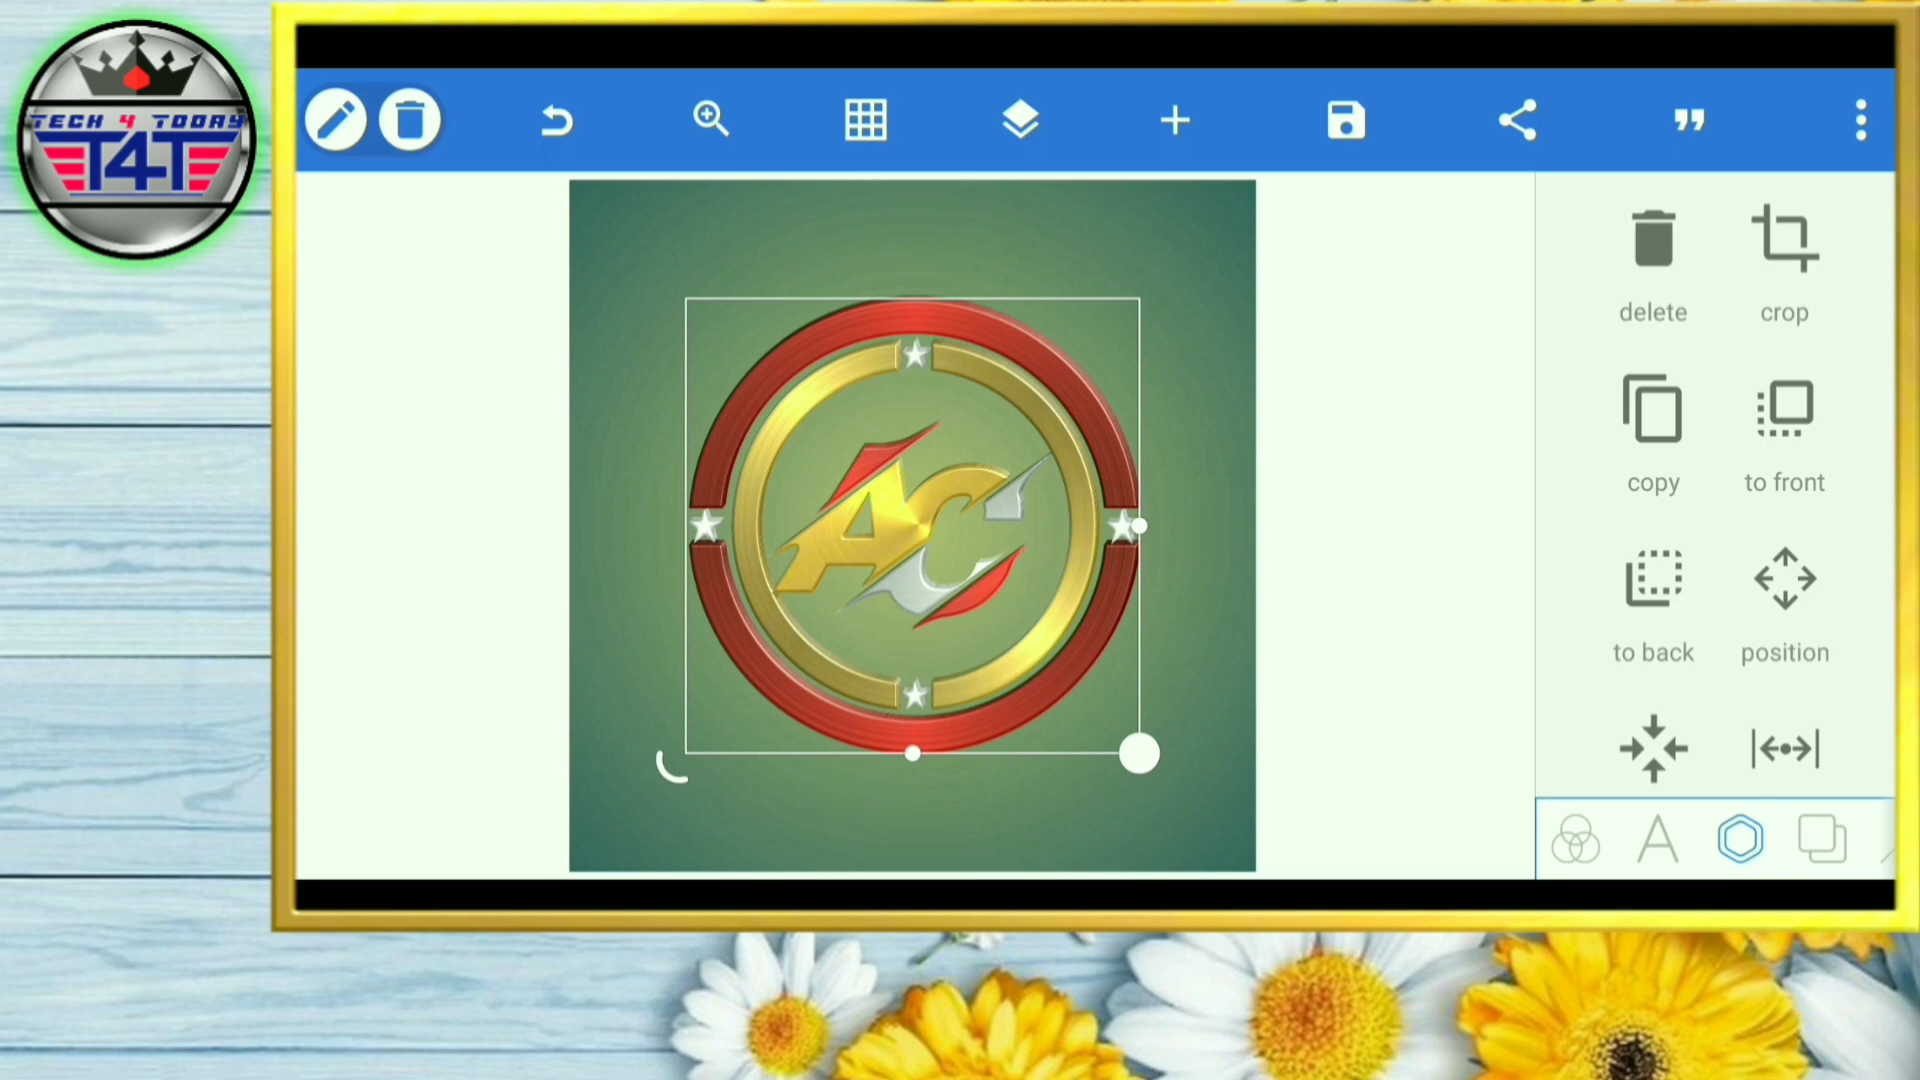 TECH 4 TODAY
T4T
AC
delete
crop
copy
to front
to back
position